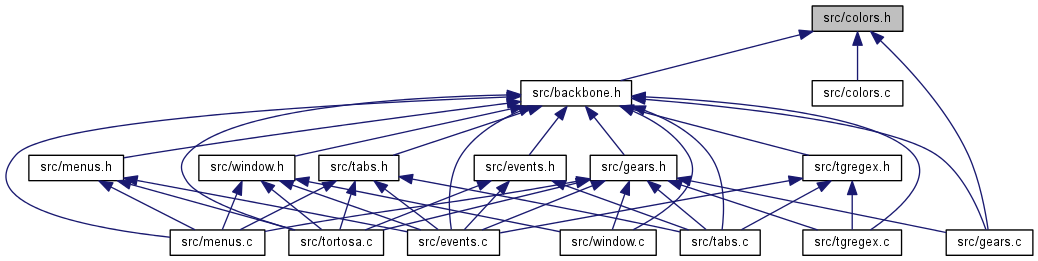 src/colors.h
src/backbone.h
src/colors.c
src/menus.h
src/window.h
src/tabs.h
src/events.h
src/gears.h
src/tgregex.h
src/menus.c
src/tortosa.c
src/events.c
src/window.c
src/tabs.c
src/tgregex.c
src/gears.c